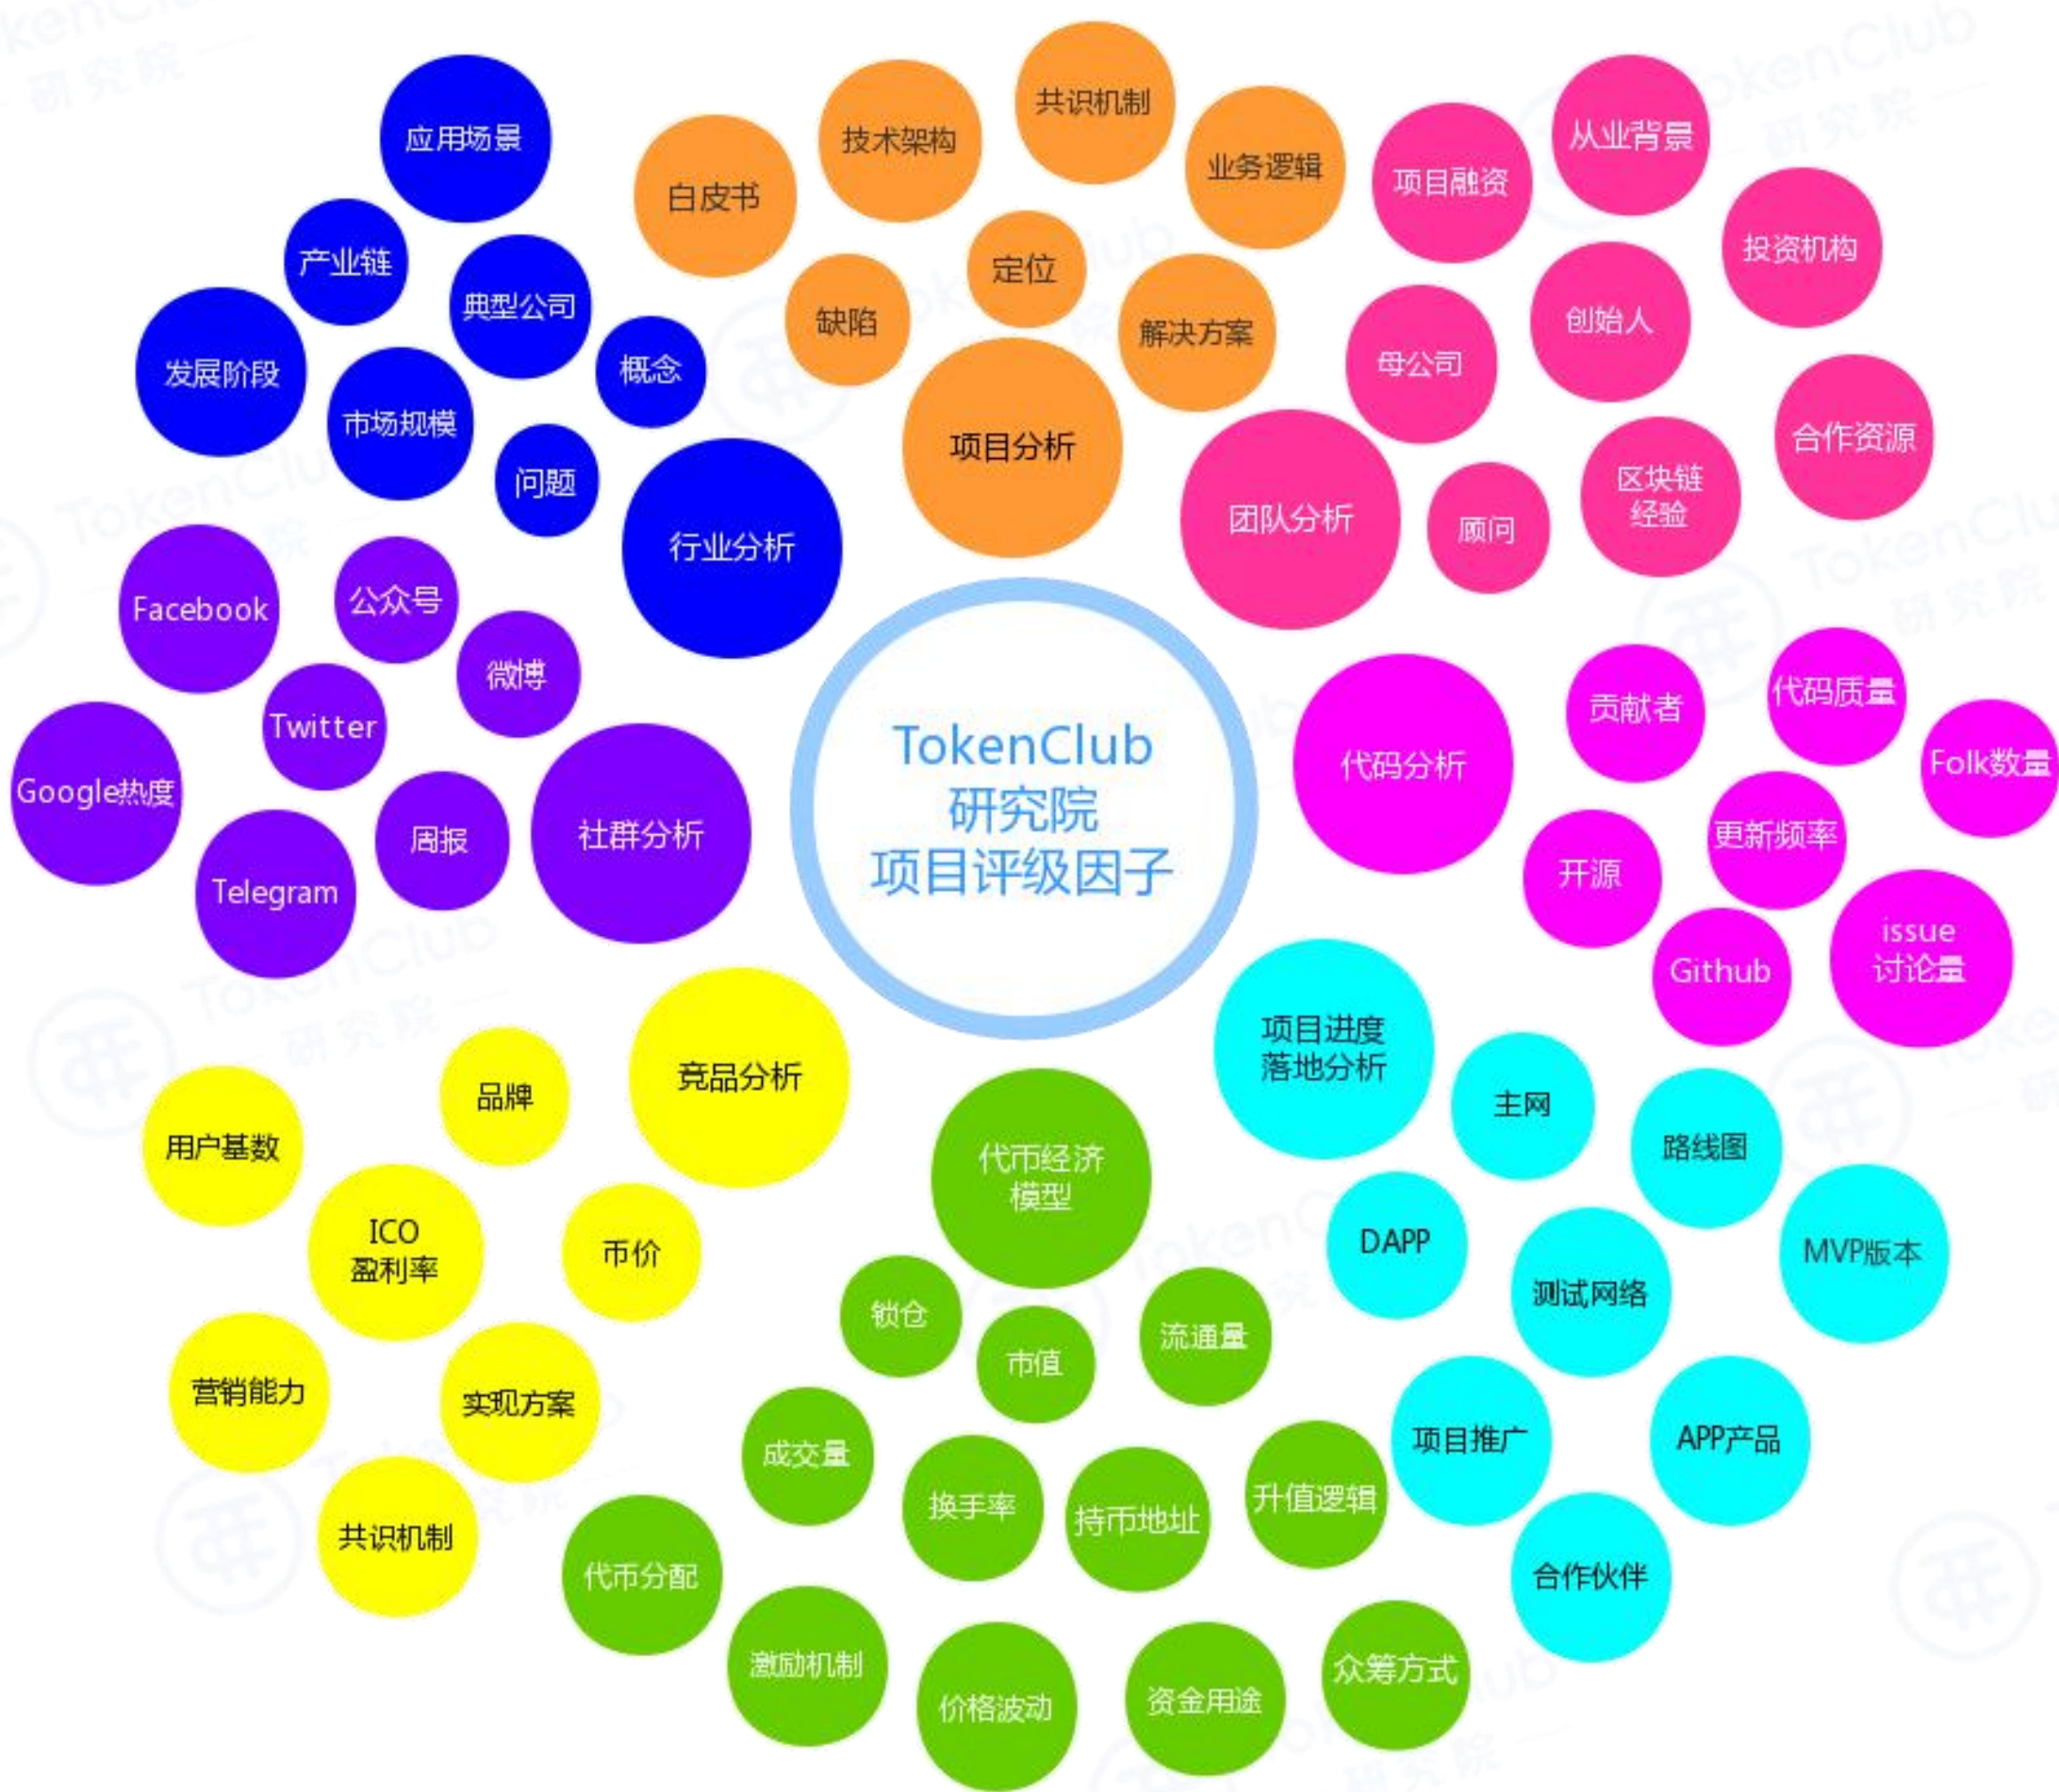 TokenClub
研究院
项目评级因子
项目分析
白皮书
技术架构
共识机制
业务逻辑
缺陷
定位
解决方案
团队分析
项目融资
从业背景
投资机构
母公司
创始人
合作资源
顾问
区块链
经验
代码分析
贡献者
代码质量
Folk数量
更新频率
开源
Github
issue
讨论量
项目进度
落地分析
主网
路线图
DAPP
测试网络
MVP版本
项目推广
APP产品
合作伙伴
代币经济
模型
锁仓
市值
流通量
成交量
换手率
持币地址
升值逻辑
代币分配
激励机制
价格波动
资金用途
众筹方式
竞品分析
品牌
用户基数
ICO
盈利率
币价
营销能力
实现方案
共识机制
社群分析
Facebook
公众号
微博
Twitter
Google热度
周报
Telegram
行业分析
应用场景
产业链
典型公司
概念
发展阶段
市场规模
问题